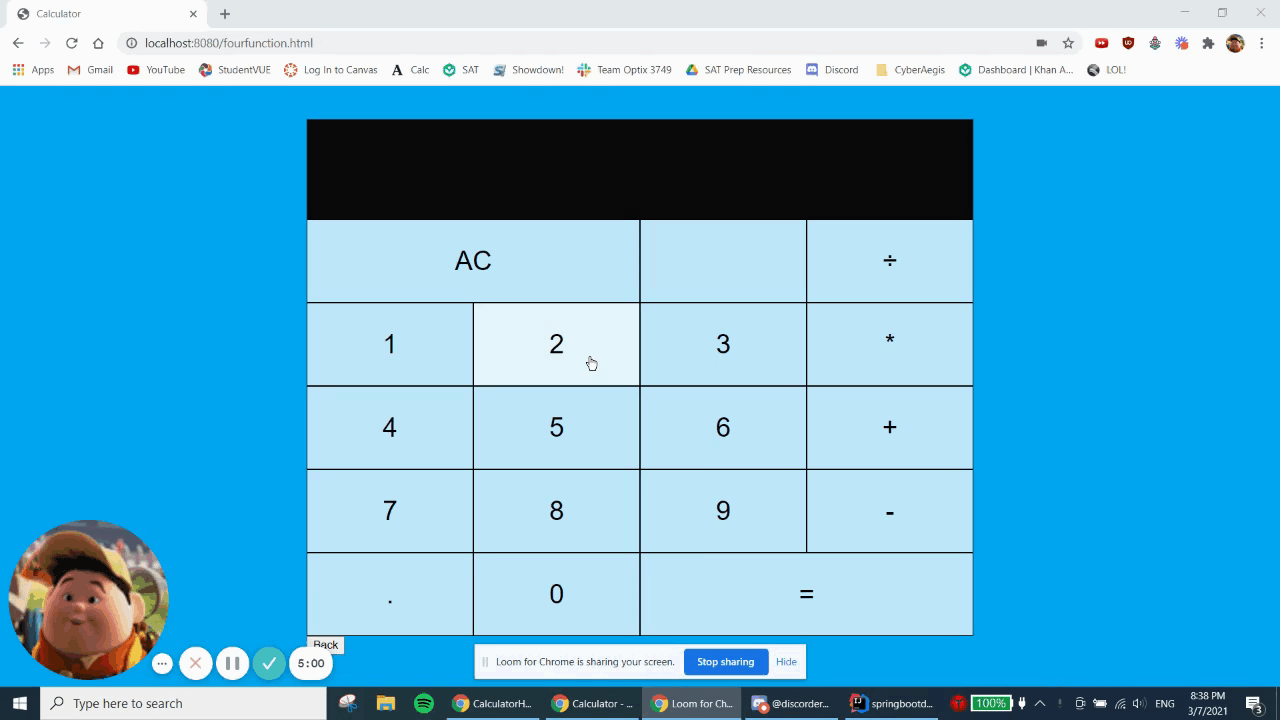 Calculator
localhost:8080/fourfunction.html
Apps Gmail YouTube StudentVUE Log In to Canvas Calc SAT Showdown! Team Optix 3749 SAT Prep Resources Discord CyberAegis Dashboard | Khan A... LOL!
AC ÷
1 2 3 *
4 5 6 +
7 8 9 -
. 0 =
Back
5:00
Loom for Chrome is sharing your screen. Stop sharing Hide
Type here to search
CalculatorH... Calculator - ... Loom for Ch... @discorder... springbootd...
100%
ENG
8:38 PM
3/7/2021
3